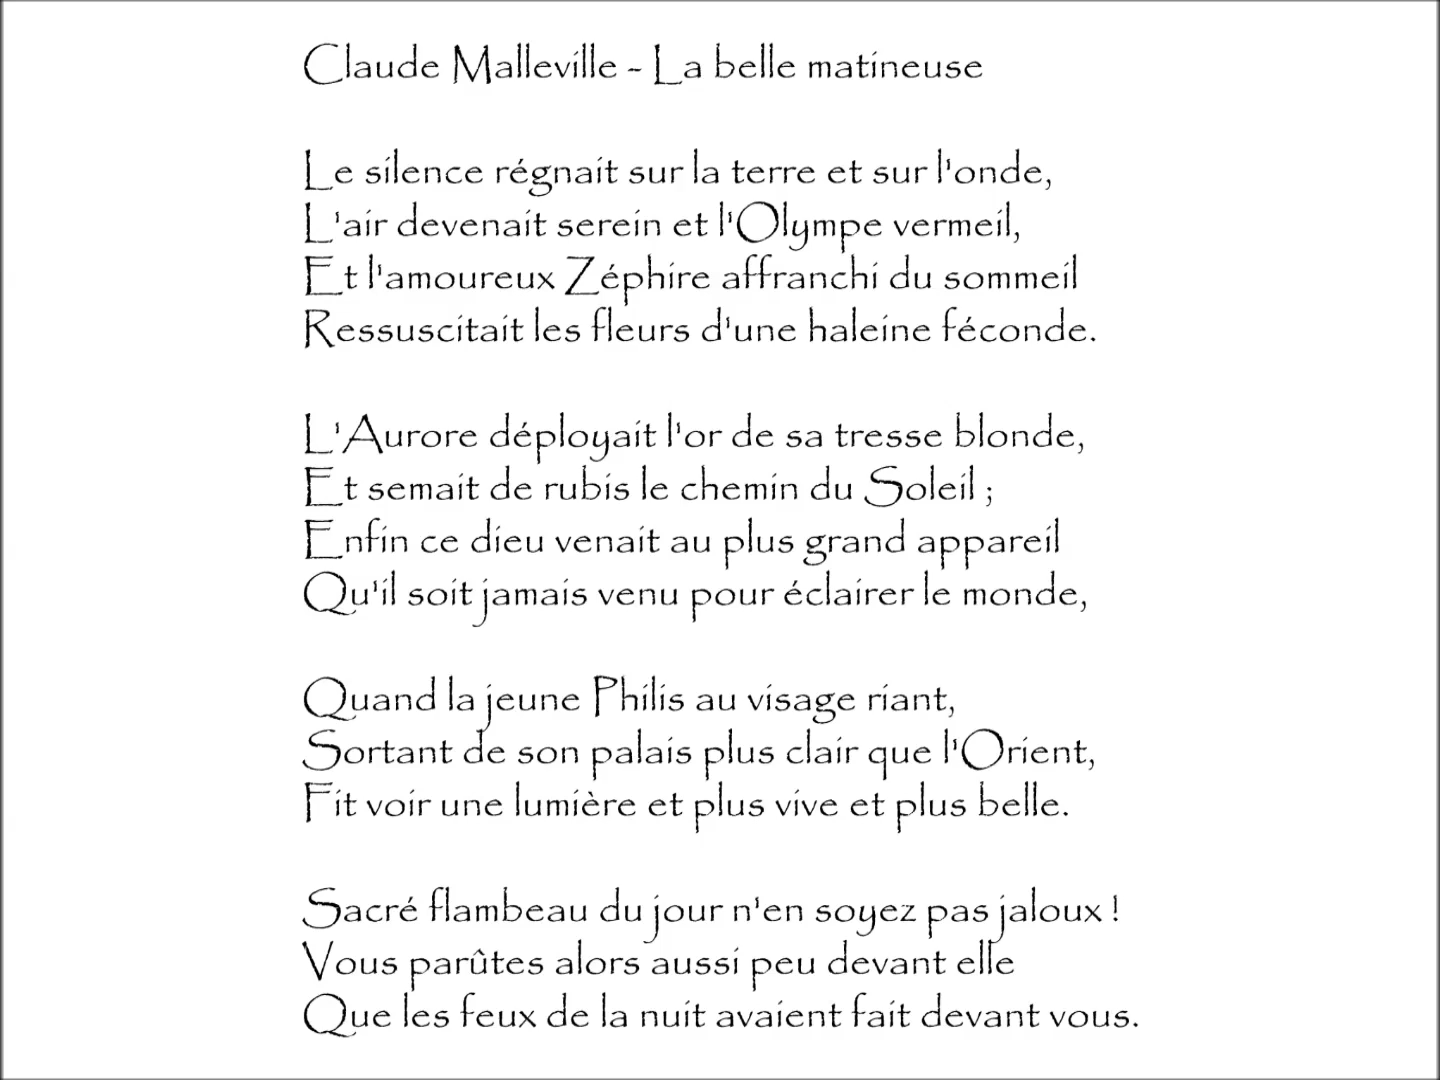 Claude Malleville - La belle matineuse
Le silence régnait sur la terre et sur l'onde,
L'air devenait serein et l'Olympe vermeil,
Et l'amoureux Zéphire affranchi du sommeil
Ressuscitait les fleurs d'une haleine féconde.
L'Aurore déployait l'or de sa tresse blonde,
Et semait de rubis le chemin du Soleil ;
Enfin ce dieu venait au plus grand appareil
Qu'il soit jamais venu pour éclairer le monde,
Quand la jeune Philis au visage riant,
Sortant de son palais plus clair que l'Orient,
Fit voir une lumière et plus vive et plus belle.
Sacré flambeau du jour n'en soyez pas jaloux !
Vous parûtes alors aussi peu devant elle
Que les feux de la nuit avaient fait devant vous.